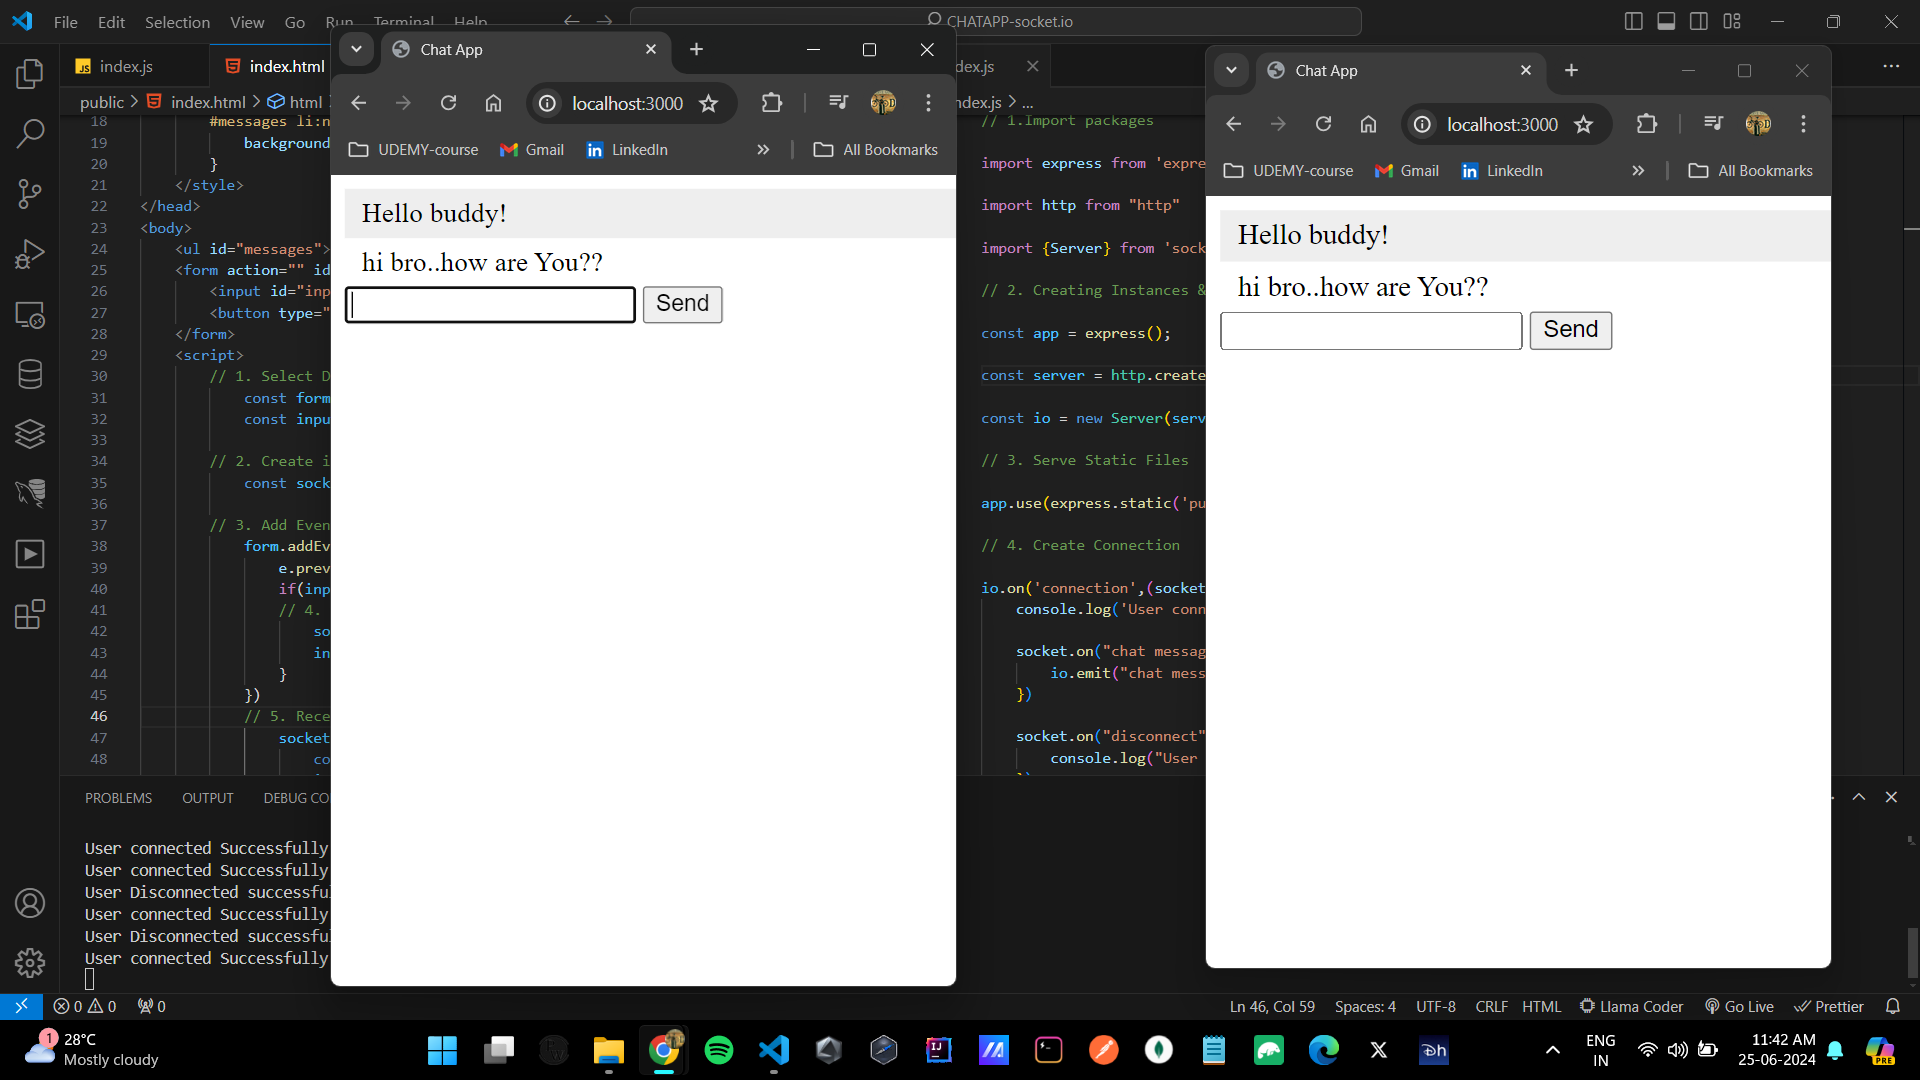 File Edit Selection View Go Run Terminal Help
CHATAPP-socket.io
JS index.js
index.html
public > index.html > html
18 #messages li:n
19 background
20 }
21 </style>
22 </head>
23 <body>
24 <ul id="messages">
25 <form action="" id
26 <input id="inp
27 <button type="
28 </form>
29 <script>
30 // 1. Select D
31 const form
32 const inpu
33
34 // 2. Create i
35 const sock
36
37 // 3. Add Even
38 form.addEv
39 e.prev
40 if(inp
41 // 4.
42 so
43 in
44 }
45 })
46 // 5. Rece
47 socket
48 co
Chat App
localhost:3000
UDEMY-course Gmail LinkedIn » All Bookmarks
Hello buddy!
hi bro..how are You??
Send
dex.js
ndex.js > ...
// 1.Import packages
import express from 'expre
import http from "http"
import {Server} from 'sock
// 2. Creating Instances &
const app = express();
const server = http.create
const io = new Server(serv
// 3. Serve Static Files
app.use(express.static('pu
// 4. Create Connection
io.on('connection',(socket
console.log('User conn
socket.on("chat messag
io.emit("chat mess
})
socket.on("disconnect"
console.log("User
Chat App
localhost:3000
UDEMY-course Gmail LinkedIn » All Bookmarks
Hello buddy!
hi bro..how are You??
Send
PROBLEMS OUTPUT DEBUG CO
User connected Successfully
User connected Successfully
User Disconnected successfu
User connected Successfully
User Disconnected successfu
User connected Successfully
0 0 0
Ln 46, Col 59 Spaces: 4 UTF-8 CRLF HTML Llama Coder Go Live Prettier
1
28°C
Mostly cloudy
ENG
IN
11:42 AM
25-06-2024
PRE